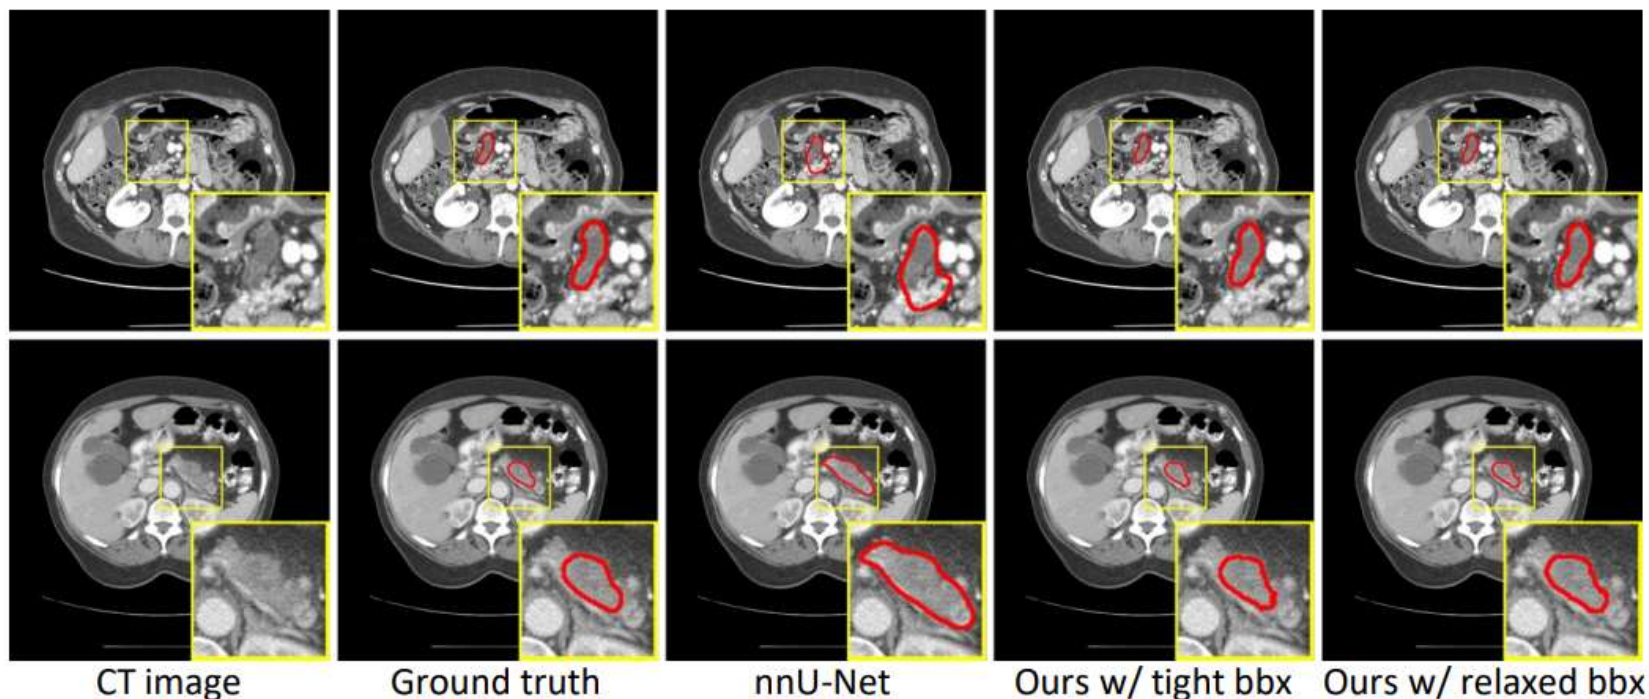 CT image
Ground truth
nnU-Net
Ours w/ tight bbx
Ours w/ relaxed bbx